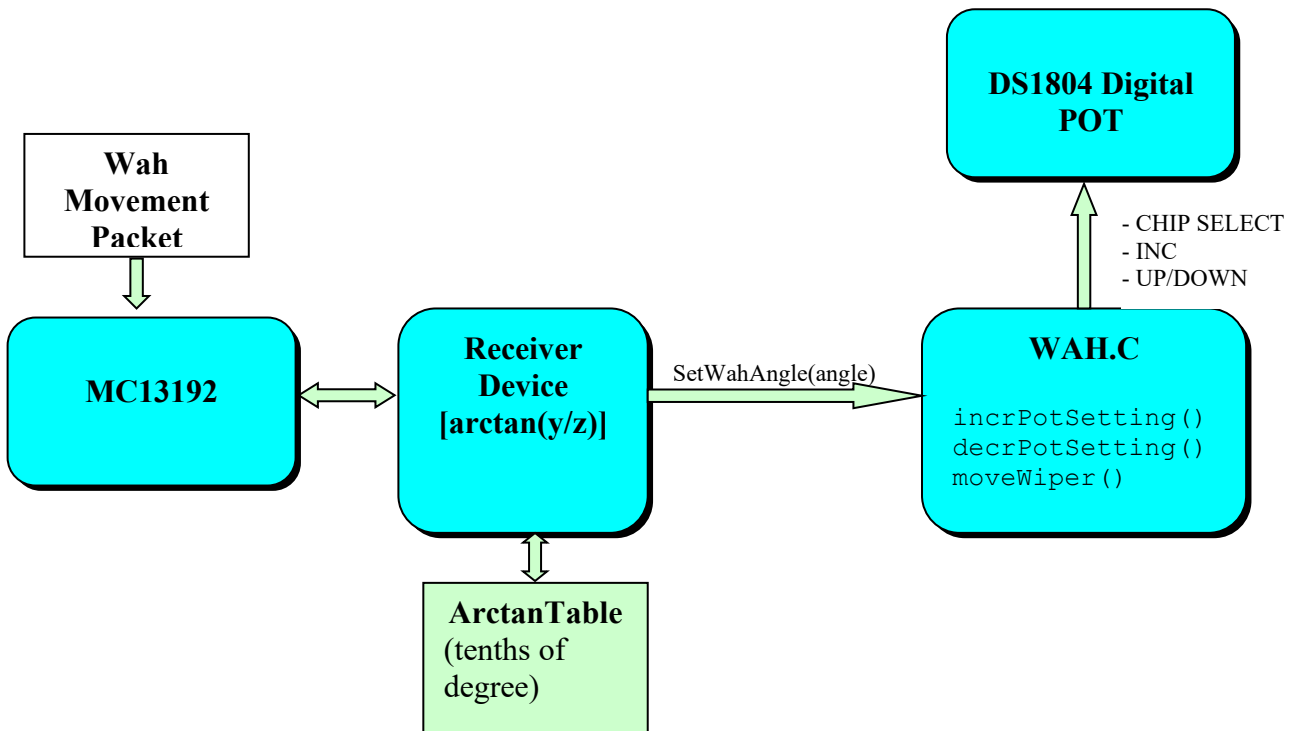 DS1804 Digital
POT
Wah
Movement
Packet
- CHIP SELECT
- INC
- UP/DOWN
MC13192
Receiver
Device
[arctan(y/z)]
SetWahAngle(angle)
WAH.C
incrPotSetting()
decrPotSetting()
moveWiper()
ArctanTable
(tenths of
degree)